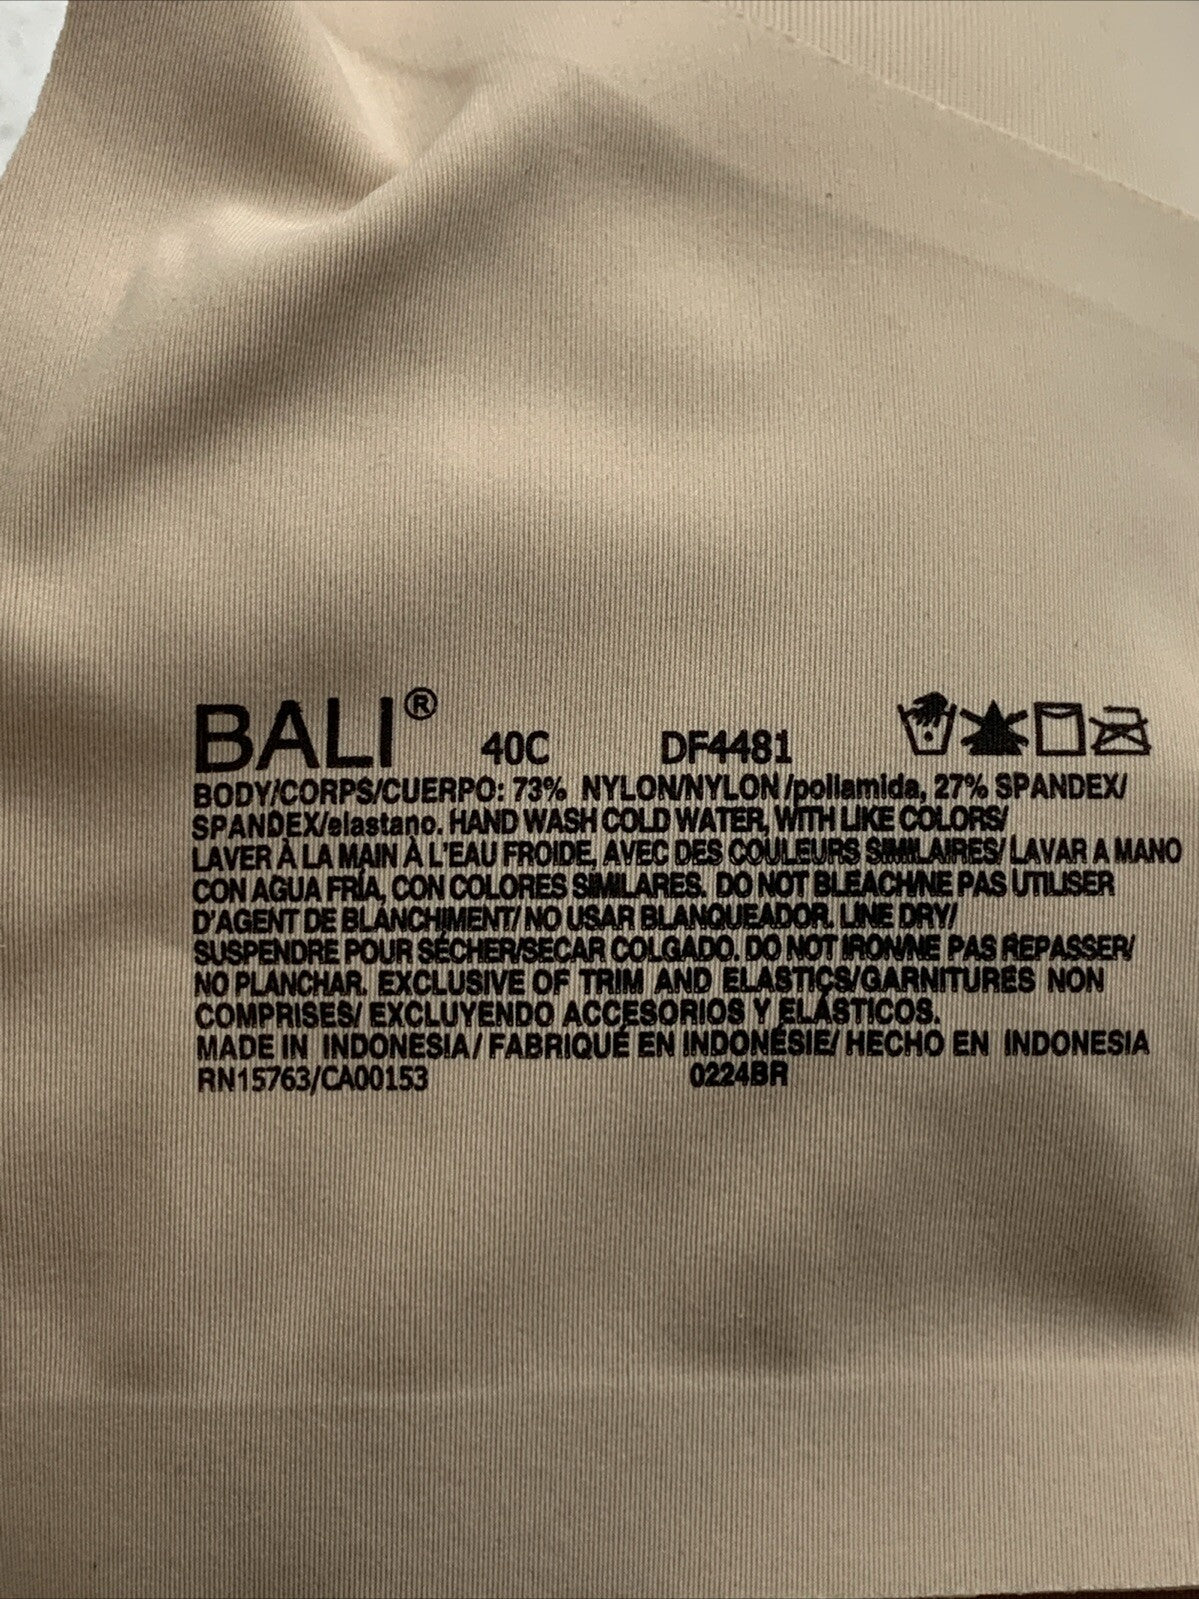 BALI® 40C DF4481
BODY/CORPS/CUERPO: 73% NYLON/NYLON/poliamida, 27% SPANDEX/
SPANDEX/elastano. HAND WASH COLD WATER, WITH LIKE COLORS/
LAVER À LA MAIN À L'EAU FROIDE, AVEC DES COULEURS SIMILAIRES/ LAVAR A MANO
CON AGUA FRÍA, CON COLORES SIMILARES. DO NOT BLEACH/NE PAS UTILISER
D'AGENT DE BLANCHIMENT/ NO USAR BLANQUEADOR. LINE DRY/
SUSPENDRE POUR SÉCHER/SECAR COLGADO. DO NOT IRON/NE PAS REPASSER/
NO PLANCHAR. EXCLUSIVE OF TRIM AND ELASTICS/GARNITURES NON
COMPRISES/ EXCLUYENDO ACCESORIOS Y ELÁSTICOS.
MADE IN INDONESIA/ FABRIQUÉ EN INDONÉSIE/ HECHO EN INDONESIA
RN15763/CA00153 0224BR